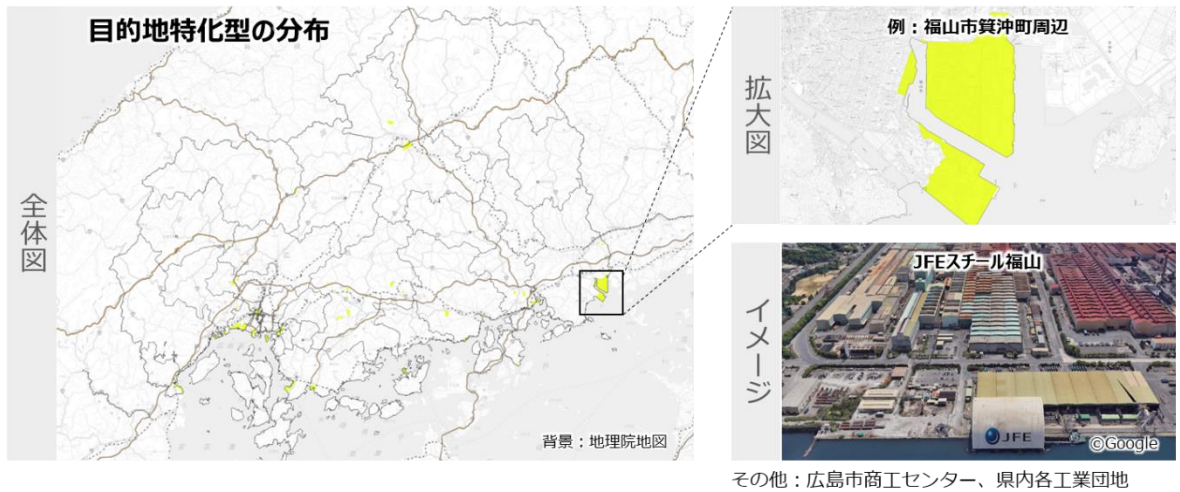 目的地特化型の分布
全体図
背景：地理院地図
例：福山市箕沖町周辺
拡大図
JFEスチール福山
イメージ
JFE
©Google
その他：広島市商工センター、県内各工業団地